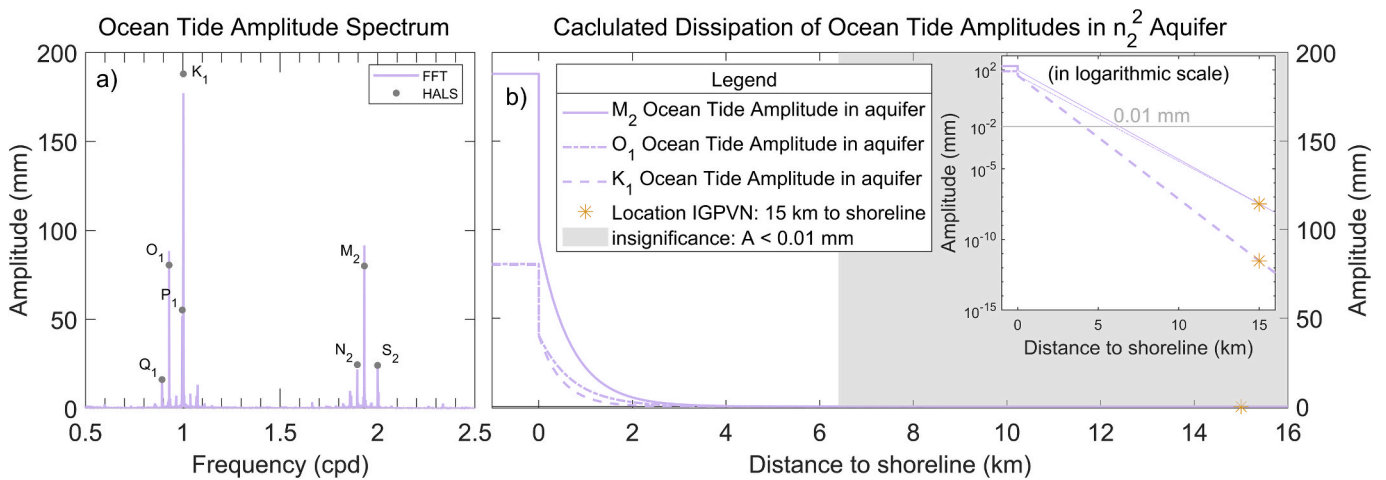 Ocean Tide Amplitude Spectrum
Caclulated Dissipation of Ocean Tide Amplitudes in n₂² Aquifer
a)
FFT
HALS
K₁
O₁
P₁
Q₁
M₂
N₂
S₂
200
150
100
50
0
Amplitude (mm)
0.5
1
1.5
2
2.5
Frequency (cpd)
b)
Legend
M₂ Ocean Tide Amplitude in aquifer
O₁ Ocean Tide Amplitude in aquifer
K₁ Ocean Tide Amplitude in aquifer
Location IGPVN: 15 km to shoreline
insignificance: A < 0.01 mm
(in logarithmic scale)
0.01 mm
10²
10⁻²
10⁻⁵
10⁻¹⁰
10⁻¹⁵
Amplitude (mm)
0
5
10
15
Distance to shoreline (km)
200
150
100
50
0
Amplitude (mm)
0
2
4
6
8
10
12
14
16
Distance to shoreline (km)